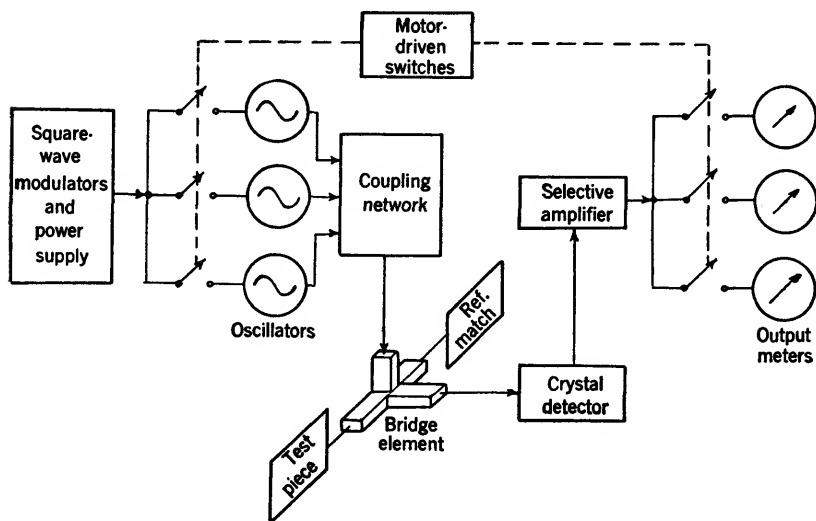 Motor-
driven
switches
Square-
wave
modulators
and
power
supply
Coupling
network
Selective
amplifier
Oscillators
Ref.
match
Output
meters
Crystal
detector
Bridge
element
Test
piece